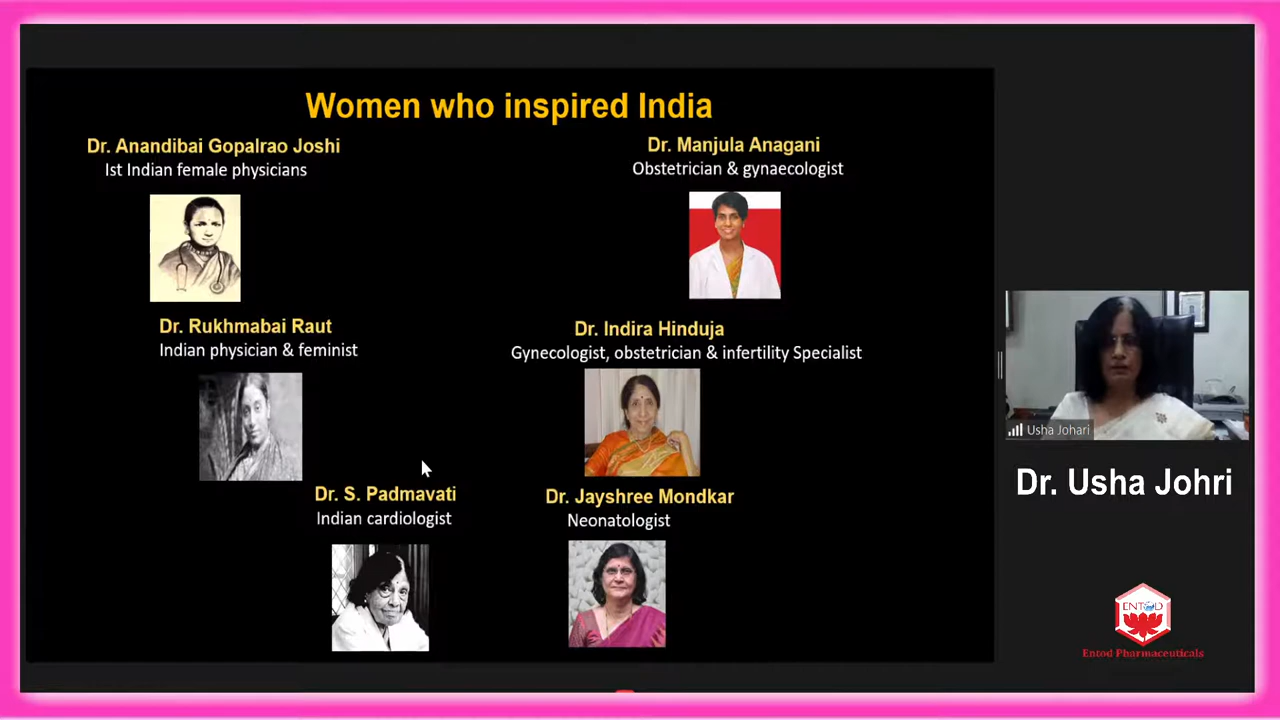 Women who inspired India
Dr. Anandibai Gopalrao Joshi
Ist Indian female physicians
Dr. Manjula Anagani
Obstetrician & gynaecologist
Dr. Rukhmabai Raut
Indian physician & feminist
Dr. Indira Hinduja
Gynecologist, obstetrician & infertility Specialist
Dr. S. Padmavati
Indian cardiologist
Dr. Jayshree Mondkar
Neonatologist
Usha Johari
Dr. Usha Johri
ENTOD
Entod Pharmaceuticals